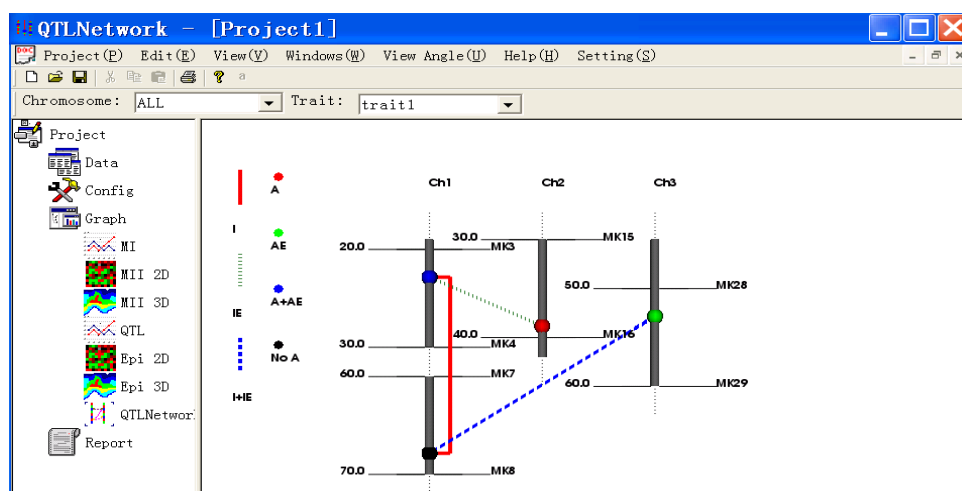 QTLNetwork - [Project1]
Project(P) Edit(E) View(V) Windows(W) View Angle(U) Help(H) Setting(S)
Chromosome: ALL Trait: trait1
Project
Data
Config
Graph
MI
MII 2D
MII 3D
QTL
Epi 2D
Epi 3D
QTLNetwor
Report
A
I
AE
IE
A+AE
No A
I+IE
Ch1 Ch2 Ch3
20.0 MK3
30.0 MK15
50.0 MK28
30.0 MK4
40.0 MK16
60.0 MK7
60.0 MK29
70.0 MK8